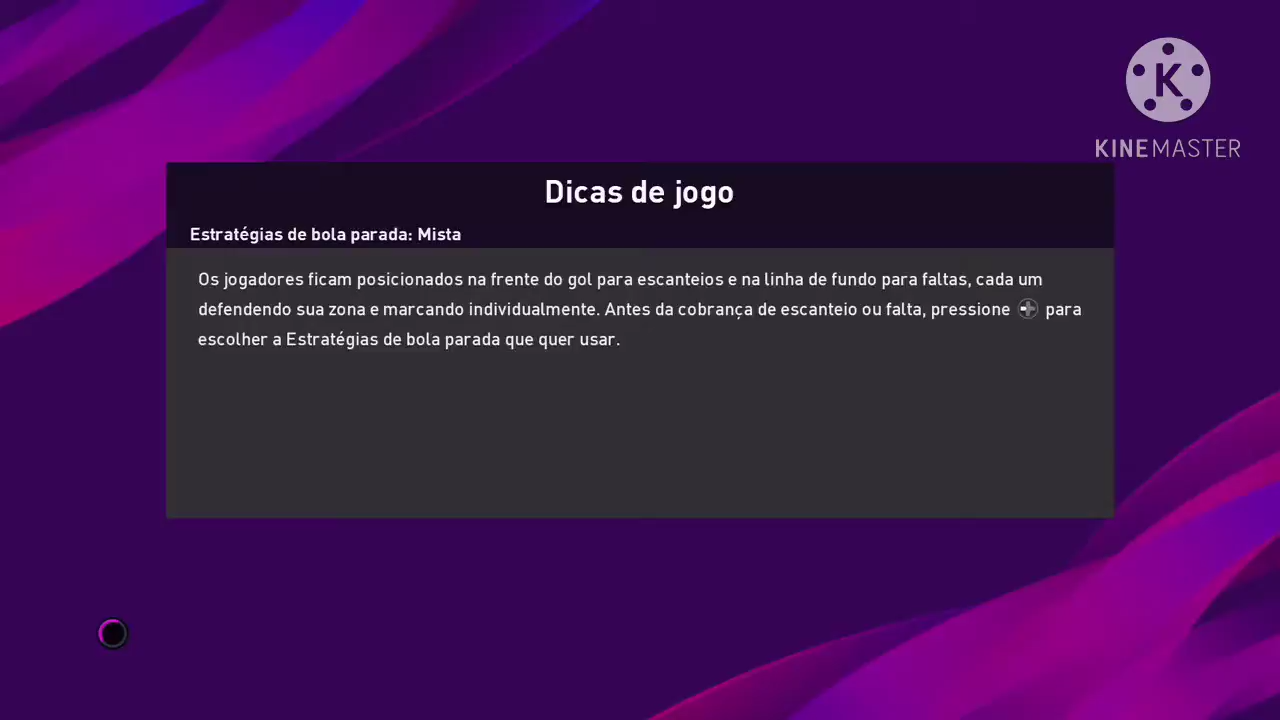 K
KINEMASTER
Dicas de jogo
Estratégias de bola parada: Mista
Os jogadores ficam posicionados na frente do gol para escanteios e na linha de fundo para faltas, cada um
defendendo sua zona e marcando individualmente. Antes da cobrança de escanteio ou falta, pressione para
escolher a Estratégias de bola parada que quer usar.